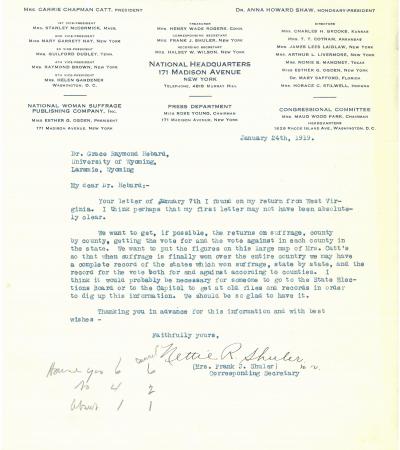 MRS. CARRIE CHAPMAN CATT, PRESIDENT
DR. ANNA HOWARD SHAW, HONORARY-PRESIDENT
1ST VICE-PRESIDENT
MRS. STANLEY McCORMICK, MASS.
2D VICE-PRESIDENT
MISS MARY GARRETT HAY, NEW YORK
3D VICE-PRESIDENT
MRS. GUILFORD DUDLEY, TENN.
4TH VICE-PRESIDENT
MRS. RAYMOND BROWN, NEW YORK
5TH VICE-PRESIDENT
MRS. HELEN GARDENER
WASHINGTON, D. C.
TREASURER
MRS. HENRY WADE ROGERS, CONN.
CORRESPONDING SECRETARY
MRS. FRANK J. SHULER, NEW YORK
RECORDING SECRETARY
MRS. HALSEY W. WILSON, NEW YORK
NATIONAL HEADQUARTERS
171 MADISON AVENUE
NEW YORK
TELEPHONE, 4818 MURRAY HILL
DIRECTORS
MRS. CHARLES H. BROOKS, KANSAS
MRS. T. T. COTNAM, ARKANSAS
MRS. JAMES LEES LAIDLAW, NEW YORK
MRS. ARTHUR L. LIVERMORE, NEW YORK
MISS ESTHER G. OGDEN, NEW YORK
DR. MARY SAFFORD, FLORIDA
MRS. HORACE C. STILWELL, INDIANA
NATIONAL WOMAN SUFFRAGE
PUBLISHING COMPANY, INC.
MISS ESTHER G. OGDEN, PRESIDENT
171 MADISON AVENUE, NEW YORK
PRESS DEPARTMENT
MISS ROSE YOUNG, CHAIRMAN
171 MADISON AVENUE, NEW YORK
CONGRESSIONAL COMMITTEE
MRS. MAUD WOOD PARK, CHAIRMAN
HEADQUARTERS
1626 RHODE ISLAND AVE., WASHINGTON, D.C.
January 24th, 1919.
Dr. Grace Raymond Hebard,
University of Wyoming,
Laramie, Wyoming
My dear Dr. Hebard:-
Your letter of January 7th I found on my return from West Vir-
ginia. I think perhaps that my first letter may not have been absolute-
ly clear.
We want to get, if possible, the returns on suffrage, county
by county, getting the vote for and the vote against in each county in
the state. We want to put the figures on this large map of Mrs. Catt's
so that when suffrage is finally won over the entire country we may have
a complete record of the states which won suffrage, state by state, and the
record for the vote both for and against according to counties. I
think it would probably be necessary for someone to go to the State Elec-
tions Board or to the Capitol to get at old files and records in order
to dig up this information. We should be so glad to have it.
Thanking you in advance for this information and with best
wishes -
Faithfully yours,
Nettie R. Shuler
(Mrs. Frank J. Shuler)
Corresponding Secretary
House yes 6 6
No 4 2
Absent 1 1